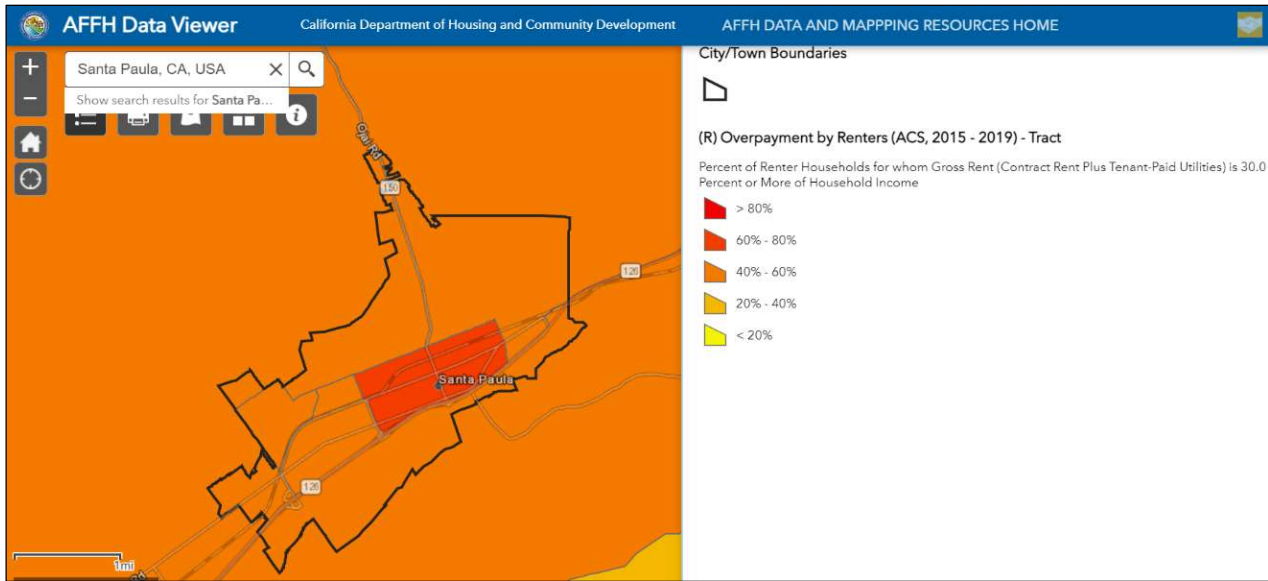 AFFH Data Viewer
California Department of Housing and Community Development
AFFH DATA AND MAPPPING RESOURCES HOME
Santa Paula, CA, USA
Show search results for Santa Pa...
Ojai Rd
150
126
Santa Paula
126
1mi
City/Town Boundaries
(R) Overpayment by Renters (ACS, 2015 - 2019) - Tract
Percent of Renter Households for whom Gross Rent (Contract Rent Plus Tenant-Paid Utilities) is 30.0
Percent or More of Household Income
> 80%
60% - 80%
40% - 60%
20% - 40%
< 20%